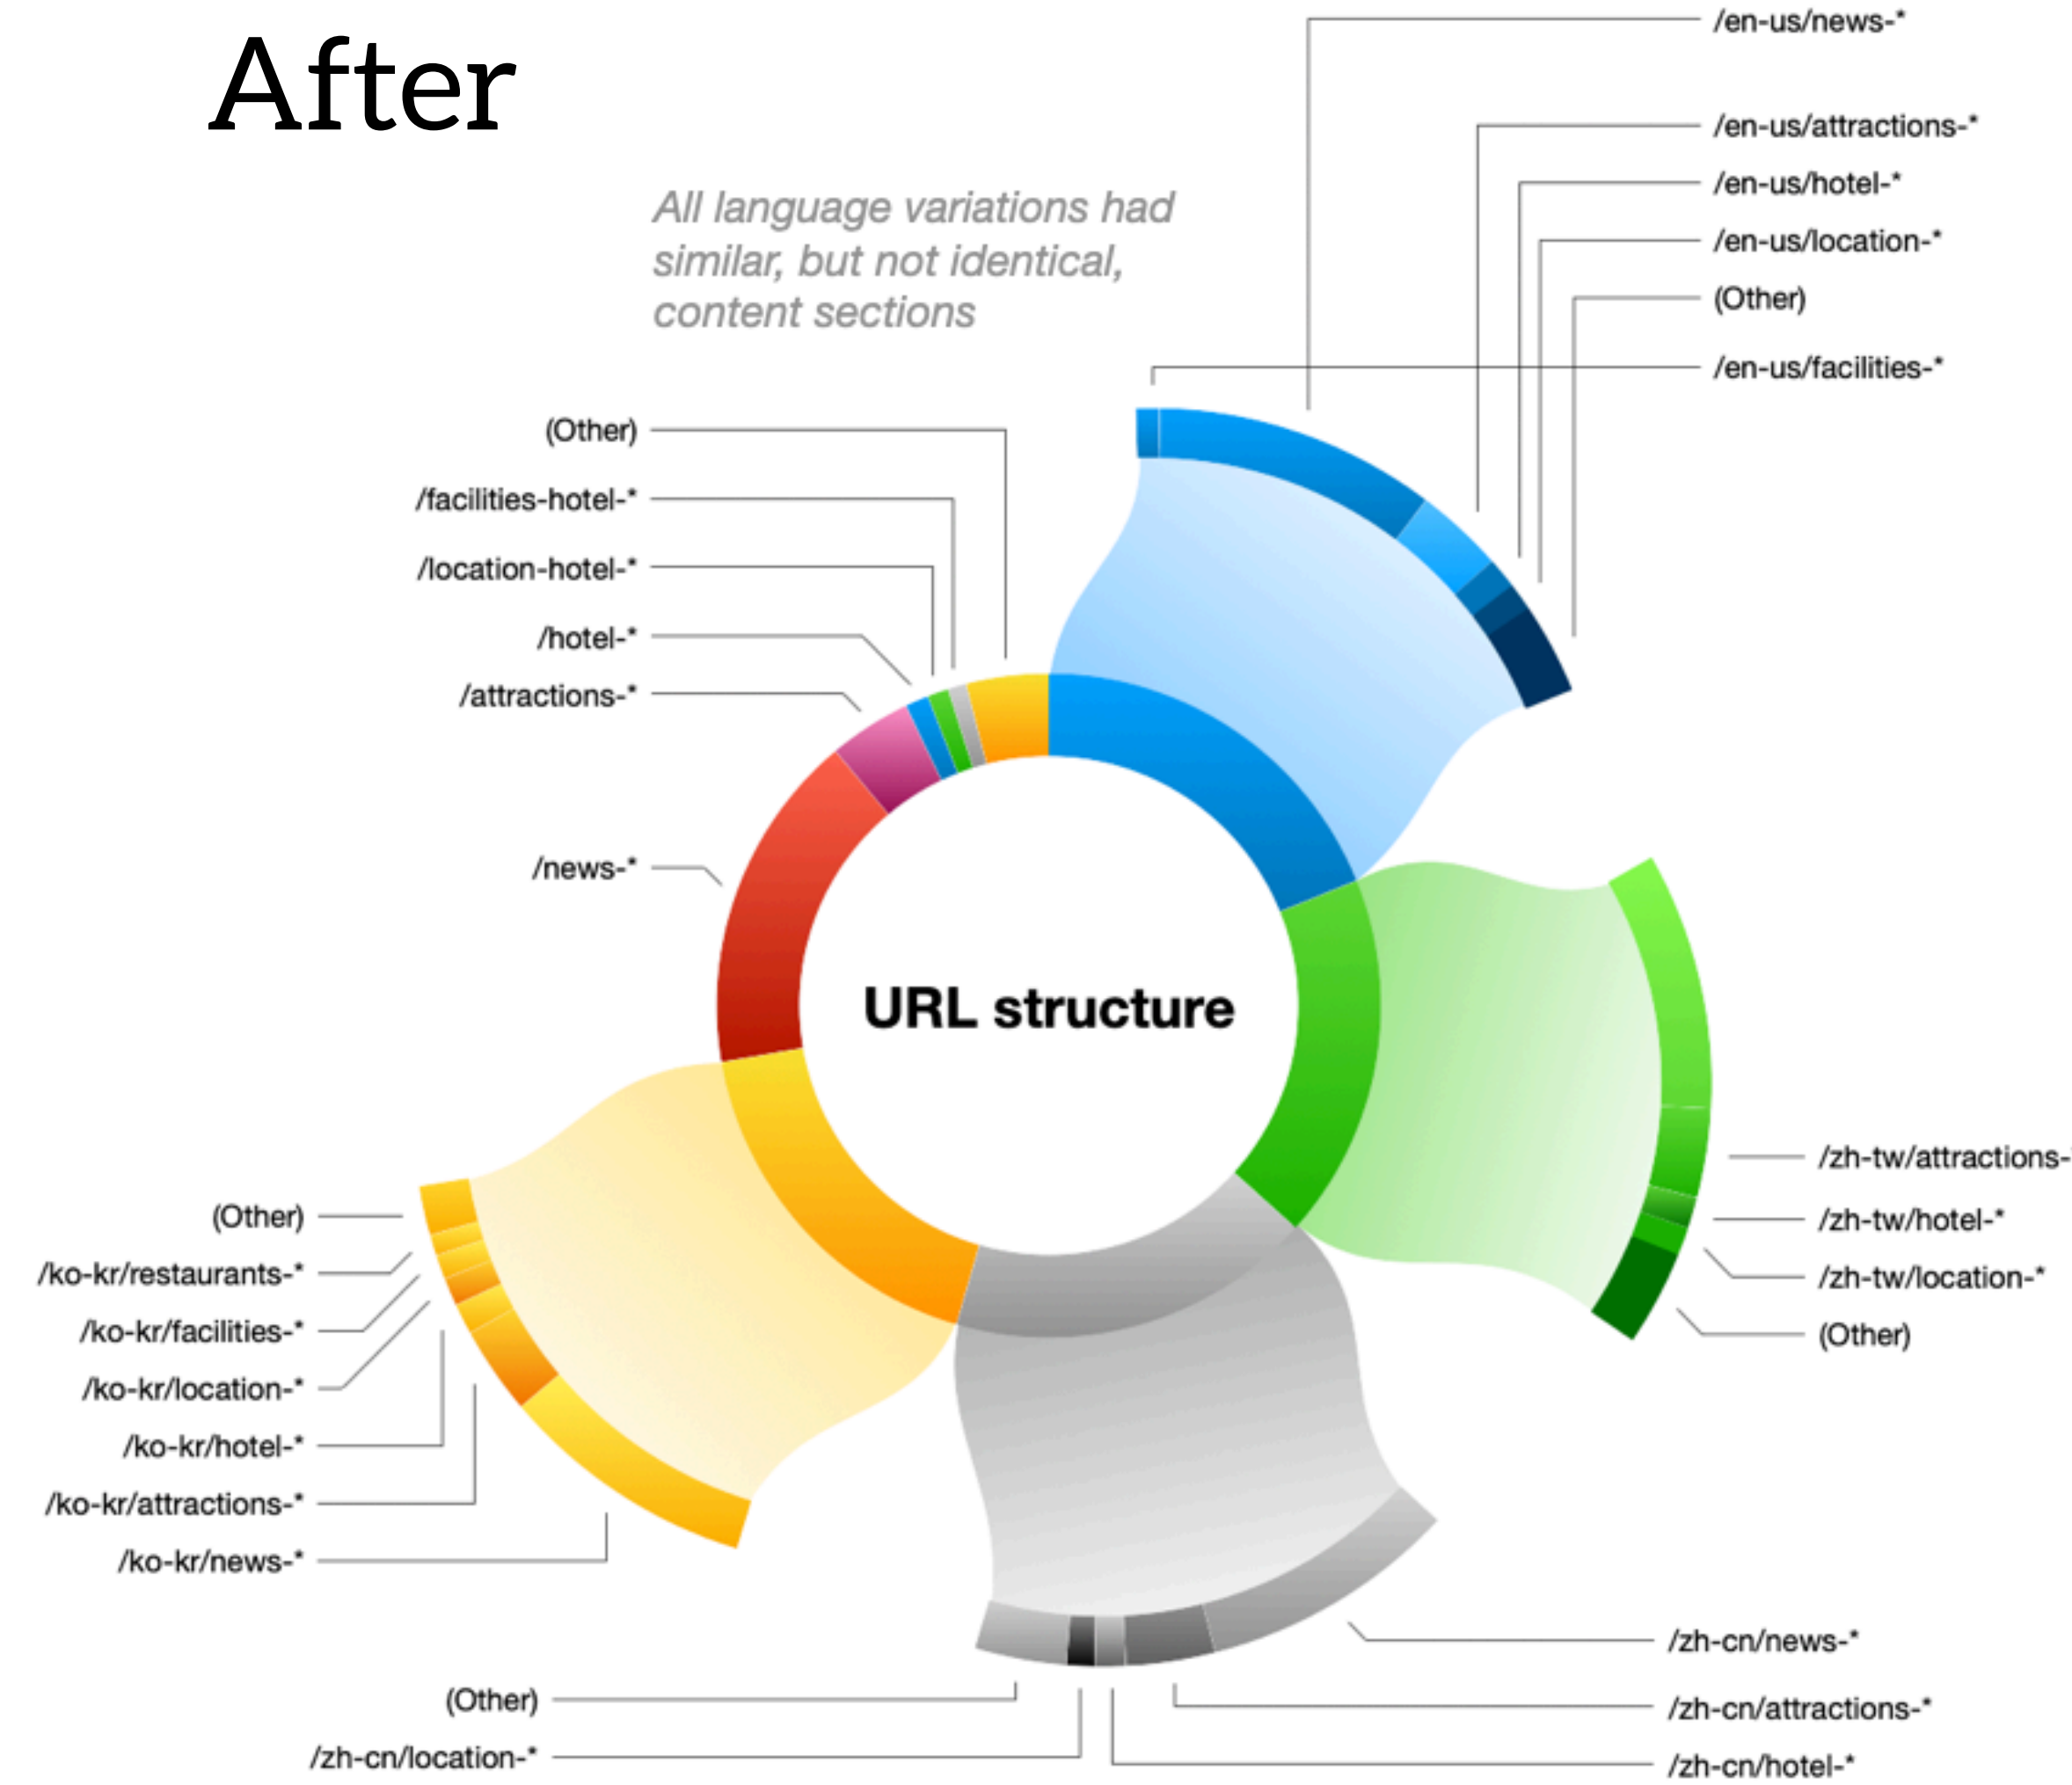 After
All language variations had
similar, but not identical,
content sections
/en-us/news-*
/en-us/attractions-*
/en-us/hotel-*
/en-us/location-*
(Other)
/en-us/facilities-*
(Other)
/facilities-hotel-*
/location-hotel-*
/hotel-*
/attractions-*
/news-*
URL structure
/zh-tw/attractions-*
/zh-tw/hotel-*
/zh-tw/location-*
(Other)
(Other)
/ko-kr/restaurants-*
/ko-kr/facilities-*
/ko-kr/location-*
/ko-kr/hotel-*
/ko-kr/attractions-*
/ko-kr/news-*
/zh-cn/news-*
/zh-cn/attractions-*
/zh-cn/hotel-*
(Other)
/zh-cn/location-*